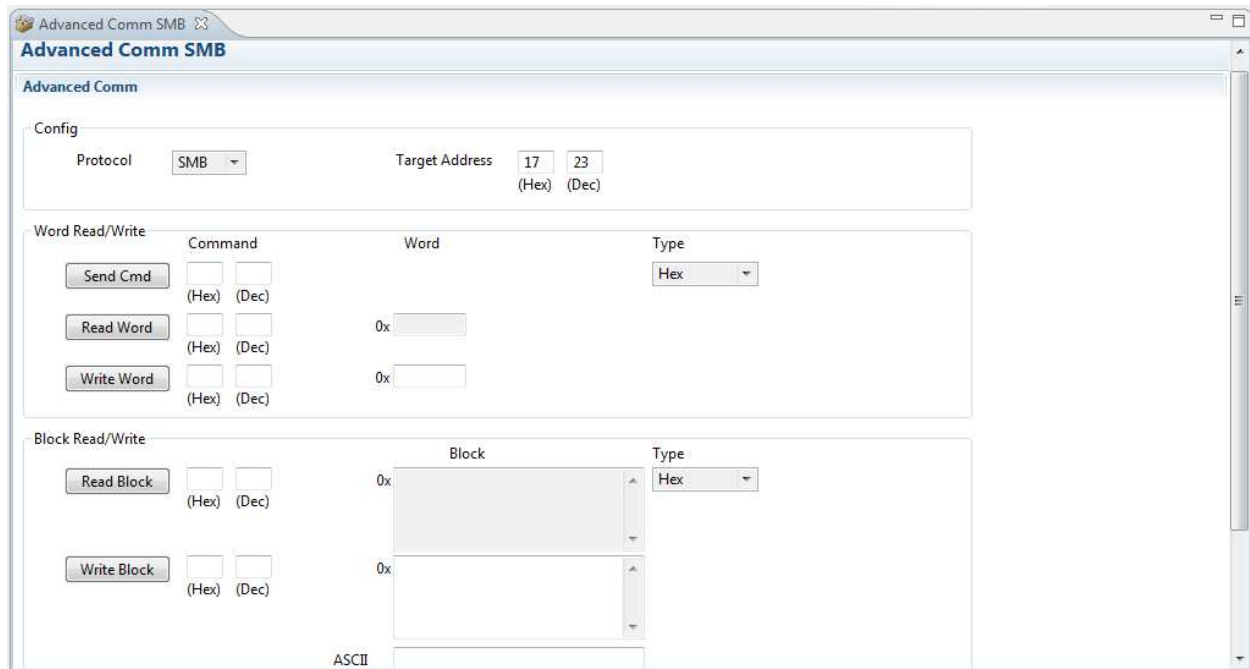 Advanced Comm SMB
Advanced Comm SMB
Advanced Comm
Config
Protocol SMB Target Address 17 23
(Hex) (Dec)
Word Read/Write
Command Word Type
Send Cmd Hex
(Hex) (Dec)
Read Word 0x
(Hex) (Dec)
Write Word 0x
(Hex) (Dec)
Block Read/Write
Block Type
Read Block 0x Hex
(Hex) (Dec)
Write Block 0x
(Hex) (Dec)
ASCII